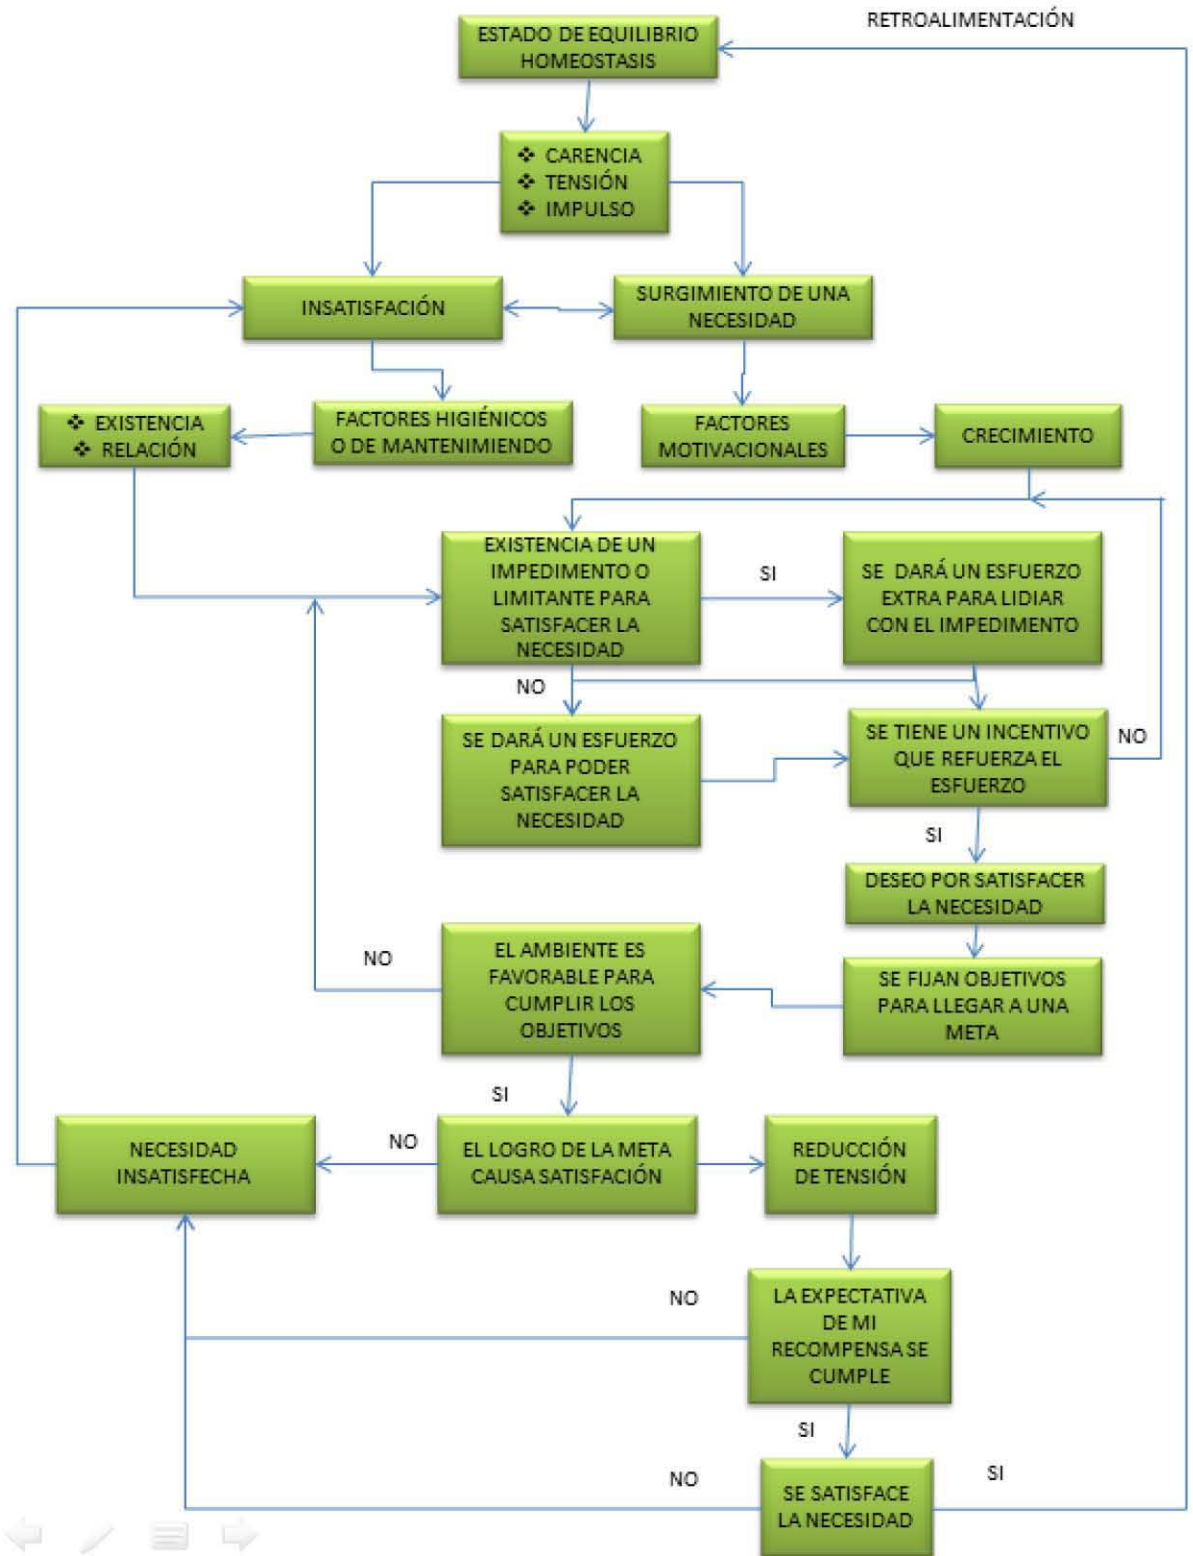 RETROALIMENTACIÓN
ESTADO DE EQUILIBRIO
HOMEOSTASIS
❖ CARENCIA
❖ TENSIÓN
❖ IMPULSO
INSATISFACIÓN
SURGIMIENTO DE UNA
NECESIDAD
❖ EXISTENCIA
❖ RELACIÓN
FACTORES HIGIÉNICOS
O DE MANTENIMIENDO
FACTORES
MOTIVACIONALES
CRECIMIENTO
EXISTENCIA DE UN
IMPEDIMENTO O
LIMITANTE PARA
SATISFACER LA
NECESIDAD
SI
SE DARÁ UN ESFUERZO
EXTRA PARA LIDIAR
CON EL IMPEDIMENTO
NO
SE DARÁ UN ESFUERZO
PARA PODER
SATISFACER LA
NECESIDAD
SE TIENE UN INCENTIVO
QUE REFUERZA EL
ESFUERZO
NO
SI
DESEO POR SATISFACER
LA NECESIDAD
NO
EL AMBIENTE ES
FAVORABLE PARA
CUMPLIR LOS
OBJETIVOS
SE FIJAN OBJETIVOS
PARA LLEGAR A UNA
META
SI
NECESIDAD
INSATISFECHA
NO
EL LOGRO DE LA META
CAUSA SATISFACIÓN
REDUCCIÓN
DE TENSIÓN
NO
LA EXPECTATIVA
DE MI
RECOMPENSA SE
CUMPLE
SI
NO
SE SATISFACE
LA NECESIDAD
SI